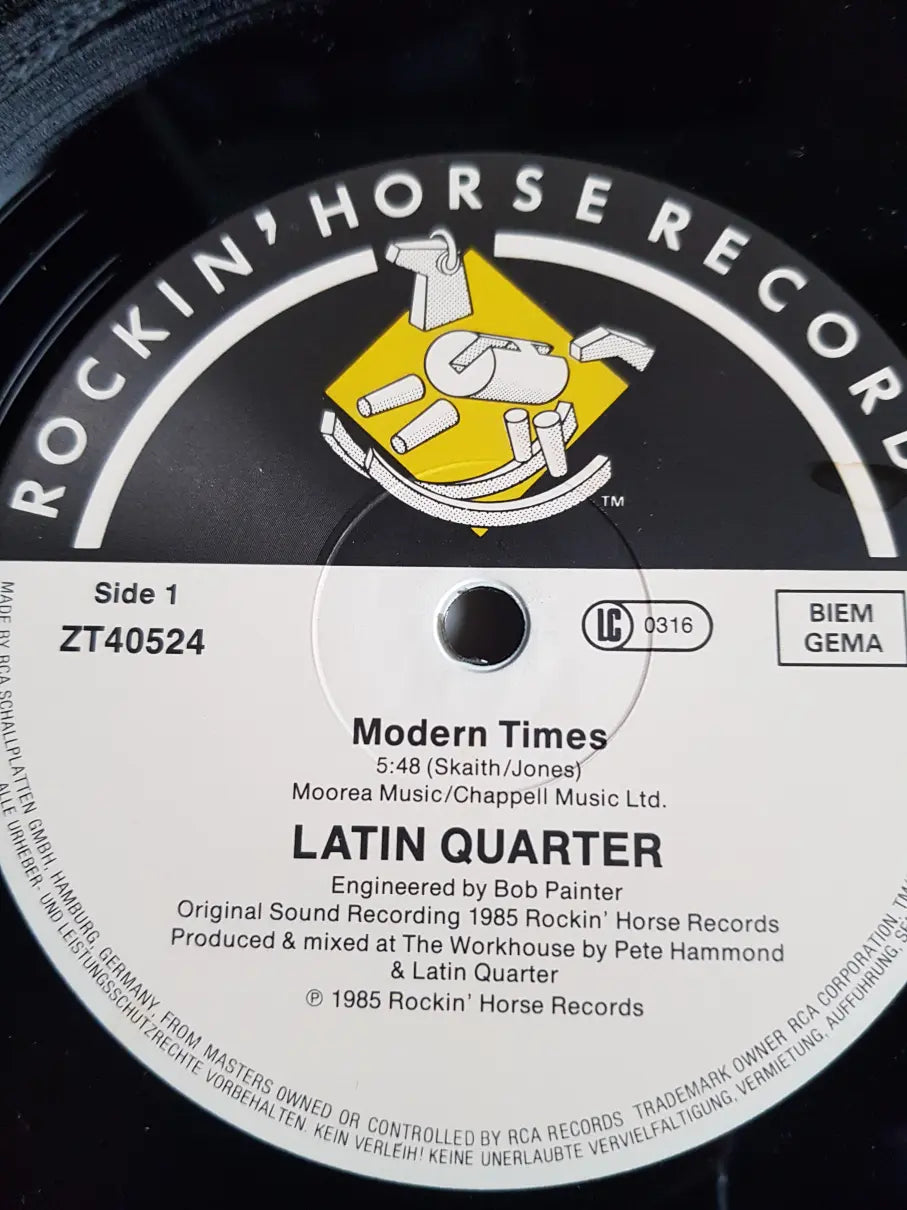 ROCKIN' HORSE RECORD
TM
Side 1
ZT40524
LC 0316
BIEM
GEMA
Modern Times
5:48 (Skaith/Jones)
Moorea Music/Chappell Music Ltd.
LATIN QUARTER
Engineered by Bob Painter
Original Sound Recording 1985 Rockin' Horse Records
Produced & mixed at The Workhouse by Pete Hammond
& Latin Quarter
℗ 1985 Rockin' Horse Records
MADE BY RCA SCHALLPLATTEN GMBH, HAMBURG, GERMANY, FROM MASTERS OWNED OR CONTROLLED BY RCA RECORDS TRADEMARK OWNER RCA CORPORATION. TM
ALLE URHEBER- UND LEISTUNGSSCHUTZRECHTE VORBEHALTEN. KEIN VERLEIH! KEINE UNERLAUBTE VERVIELFALTIGUNG, VERMIETUNG, AUFFÜHRUNG,